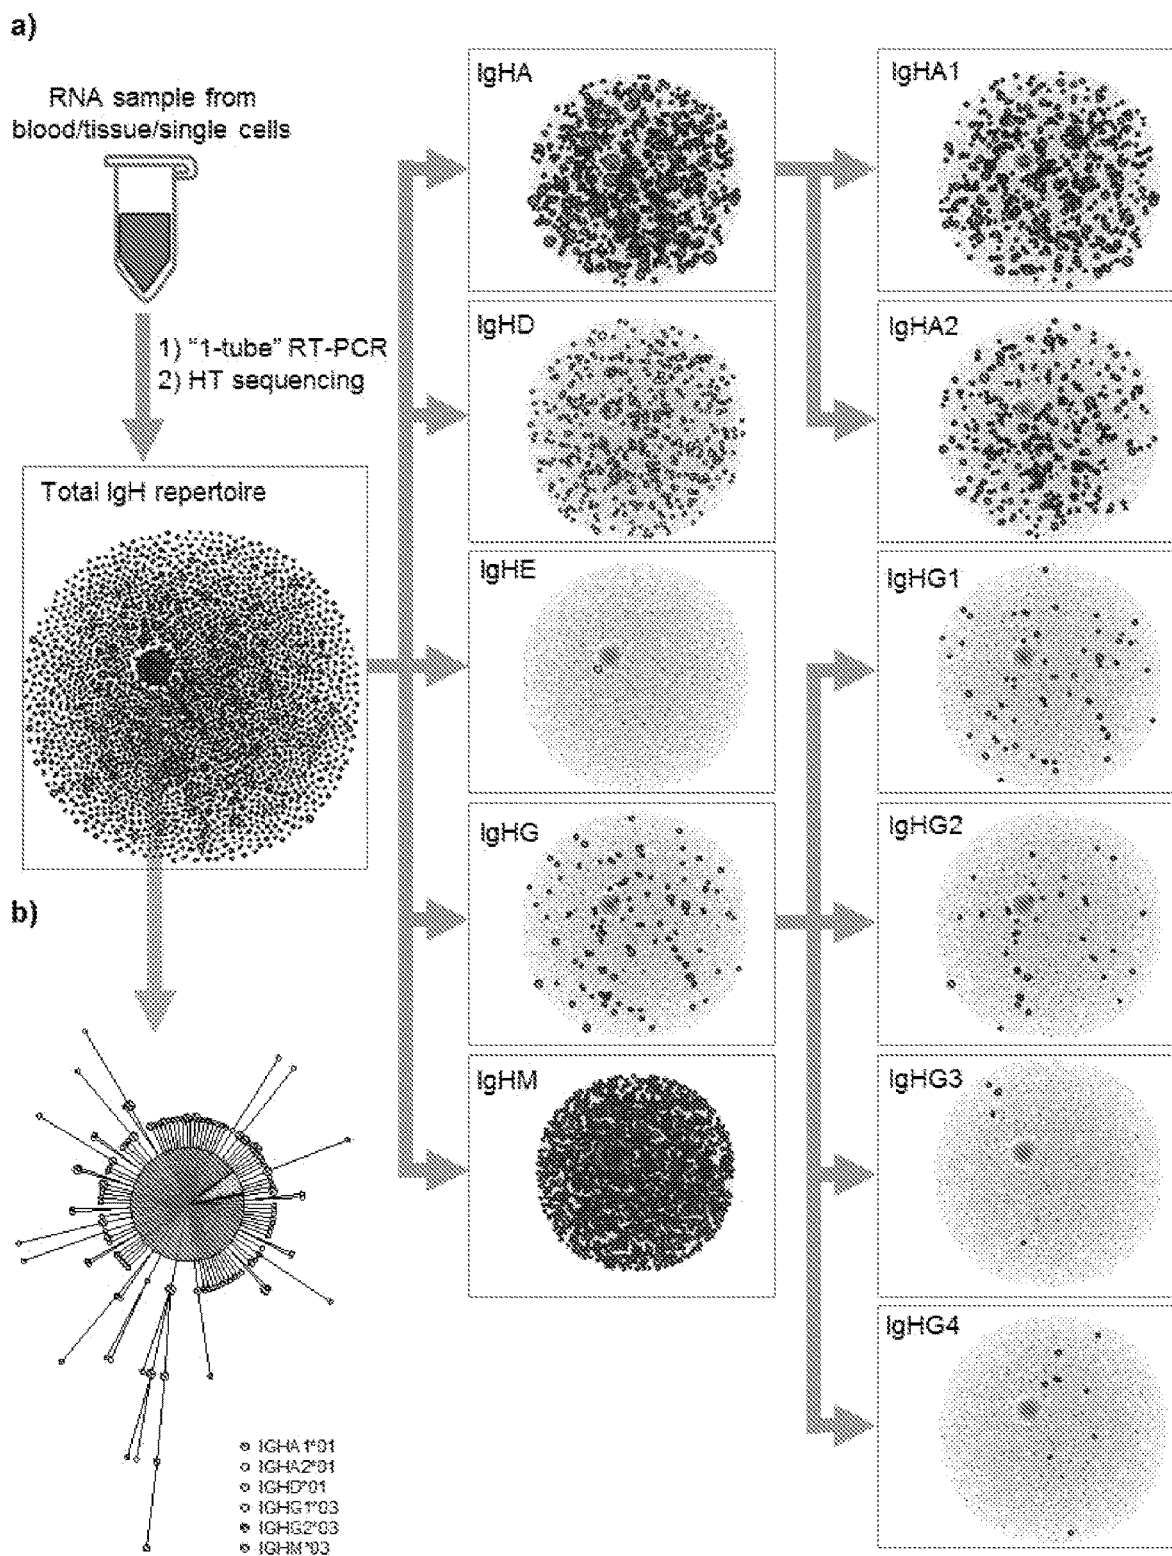 a)
RNA sample from
blood/tissue/single cells
1) "1-tube" RT-PCR
2) HT sequencing
Total IgH repertoire
IgHA
IgHD
IgHE
IgHG
IgHM
IgHA1
IgHA2
IgHG1
IgHG2
IgHG3
IgHG4
b)
IGHA1*01
IGHA2*01
IGHD*01
IGHG1*03
IGHG2*03
IGHM*03